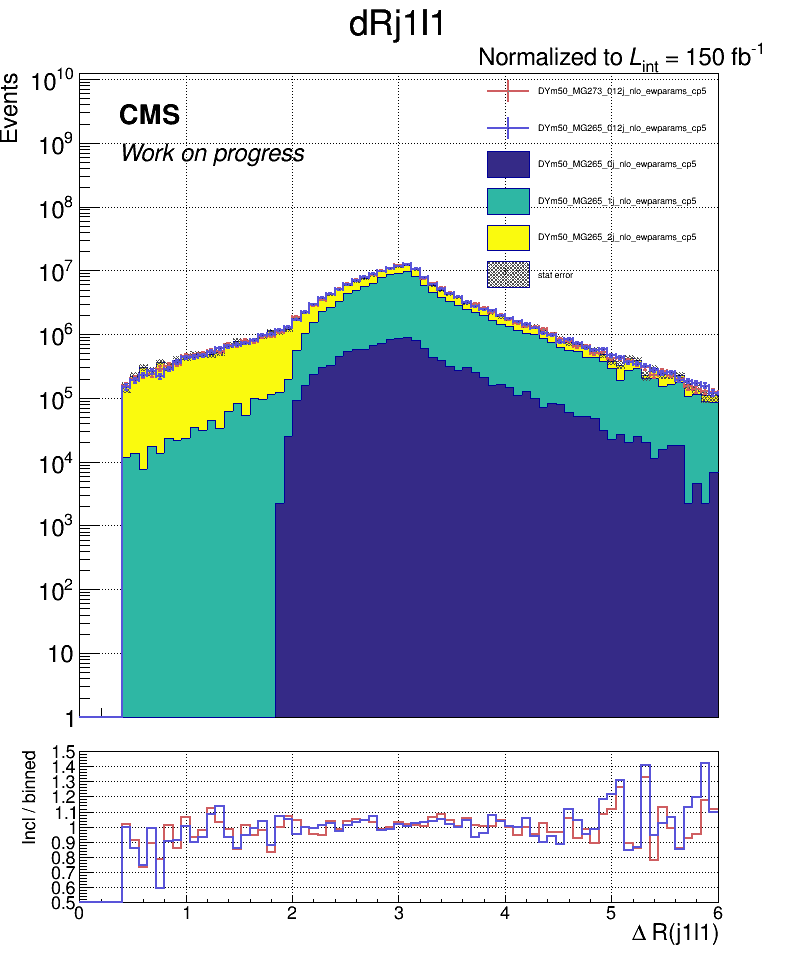 dRj1l1
Normalized to Lint = 150 fb-1
Events
10^10
10^9
10^8
10^7
10^6
10^5
10^4
10^3
10^2
10
1
CMS
Work on progress
DYm50_MG273_012j_nlo_ewparams_cp5
DYm50_MG265_012j_nlo_ewparams_cp5
DYm50_MG265_0j_nlo_ewparams_cp5
DYm50_MG265_1j_nlo_ewparams_cp5
DYm50_MG265_2j_nlo_ewparams_cp5
stat error
Incl / binned
1.5
1.4
1.3
1.2
1.1
1
0.9
0.8
0.7
0.6
0.5
0 1 2 3 4 5 6
Δ R(j1l1)